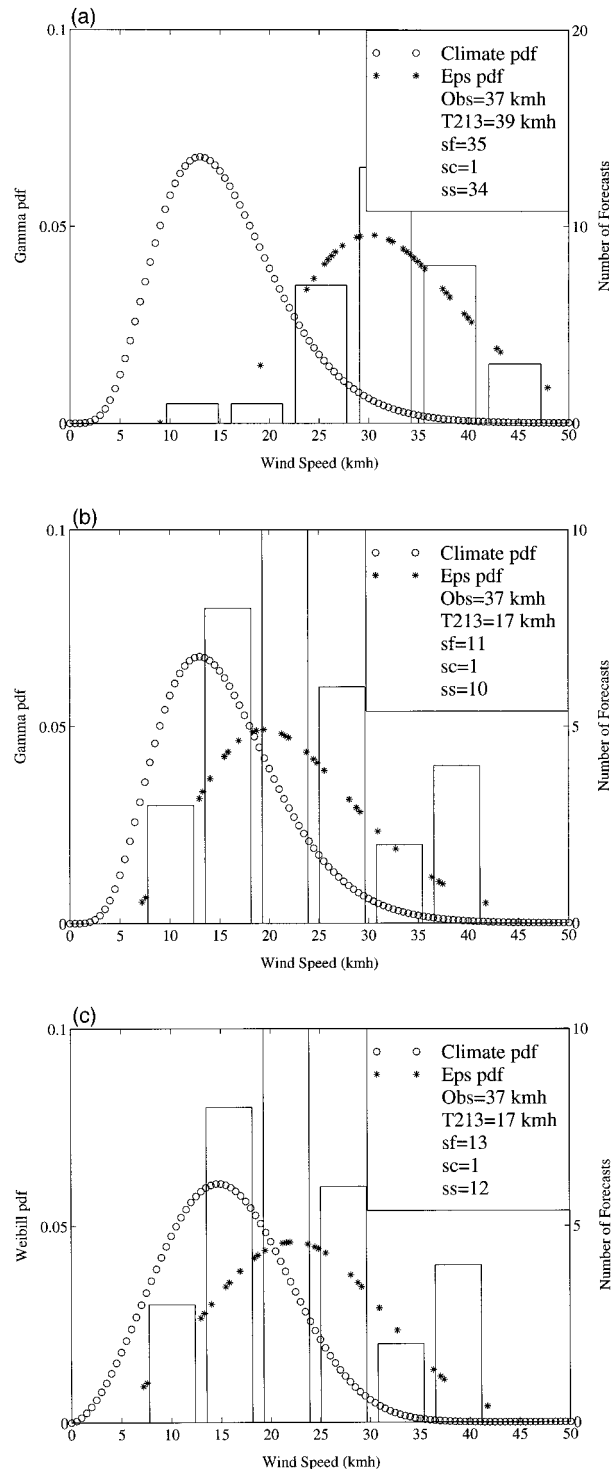 (a)
0.1
20
Climate pdf
Eps pdf
Obs=37 kmh
T213=39 kmh
sf=35
sc=1
ss=34
Gamma pdf
0.05
10
Number of Forecasts
0
0
0 5 10 15 20 25 30 35 40 45 50
Wind Speed (kmh)
(b)
0.1
10
Climate pdf
Eps pdf
Obs=37 kmh
T213=17 kmh
sf=11
sc=1
ss=10
Gamma pdf
0.05
5
Number of Forecasts
0
0
0 5 10 15 20 25 30 35 40 45 50
Wind Speed (kmh)
(c)
0.1
10
Climate pdf
Eps pdf
Obs=37 kmh
T213=17 kmh
sf=13
sc=1
ss=12
Weibill pdf
0.05
5
Number of Forecasts
0
0
0 5 10 15 20 25 30 35 40 45 50
Wind Speed (kmh)